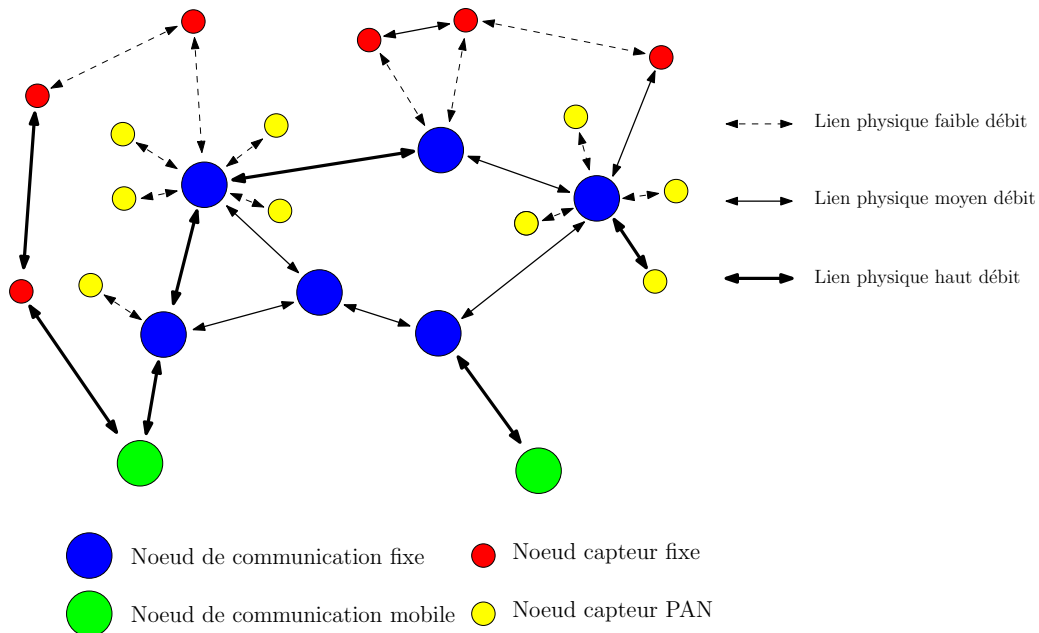 Lien physique faible débit
Lien physique moyen débit
Lien physique haut débit
Noeud de communication fixe
Noeud capteur fixe
Noeud de communication mobile
Noeud capteur PAN